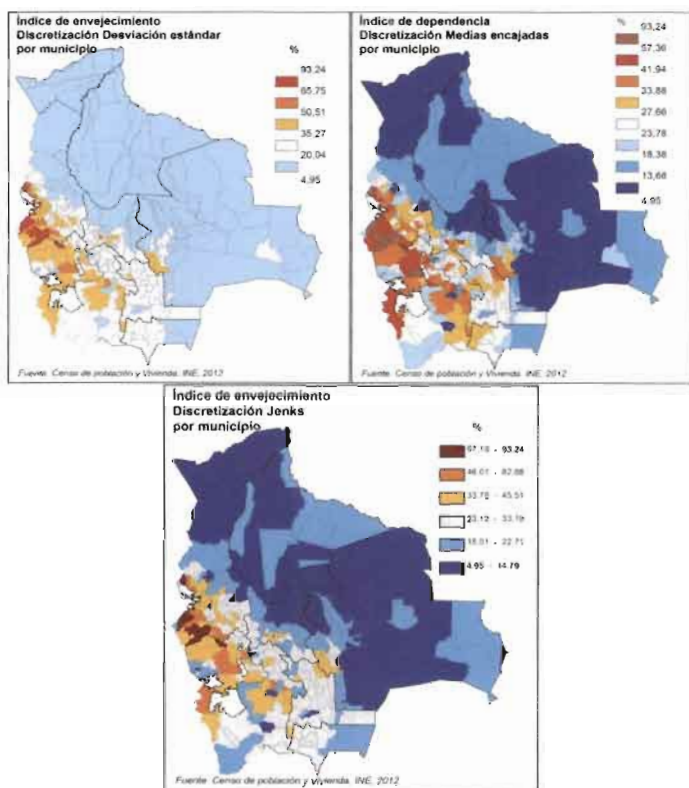 Índice de envejecimiento
Discretización Desviación estándar
por municipio
%
93,24
65,75
50,51
35,27
20,04
4,95
Fuente. Censo de población y Vivienda. INE, 2012
Índice de dependencia
Discretización Medias encajadas
por municipio
%
93,24
57,36
41,94
33,88
27,66
23,78
18,38
13,68
4,95
Fuente. Censo de población y Vivienda. INE, 2012
Índice de envejecimiento
Discretización Jenks
por municipio
%
- 93.24
4.95 - 14.79
Fuente. Censo de población y Vivienda. INE, 2012